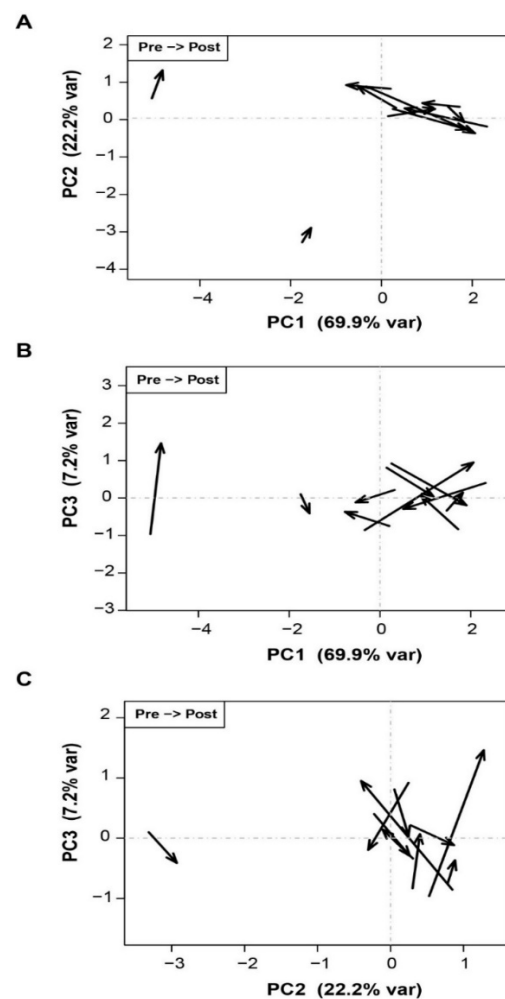 A
Pre −> Post
2
1
0
−1
−2
−3
−4
PC2 (22.2% var)
−4
−2
0
2
PC1 (69.9% var)
B
Pre −> Post
3
2
1
0
−1
−2
−3
PC3 (7.2% var)
−4
−2
0
2
PC1 (69.9% var)
C
Pre −> Post
2
1
0
−1
PC3 (7.2% var)
−3
−2
−1
0
1
PC2 (22.2% var)